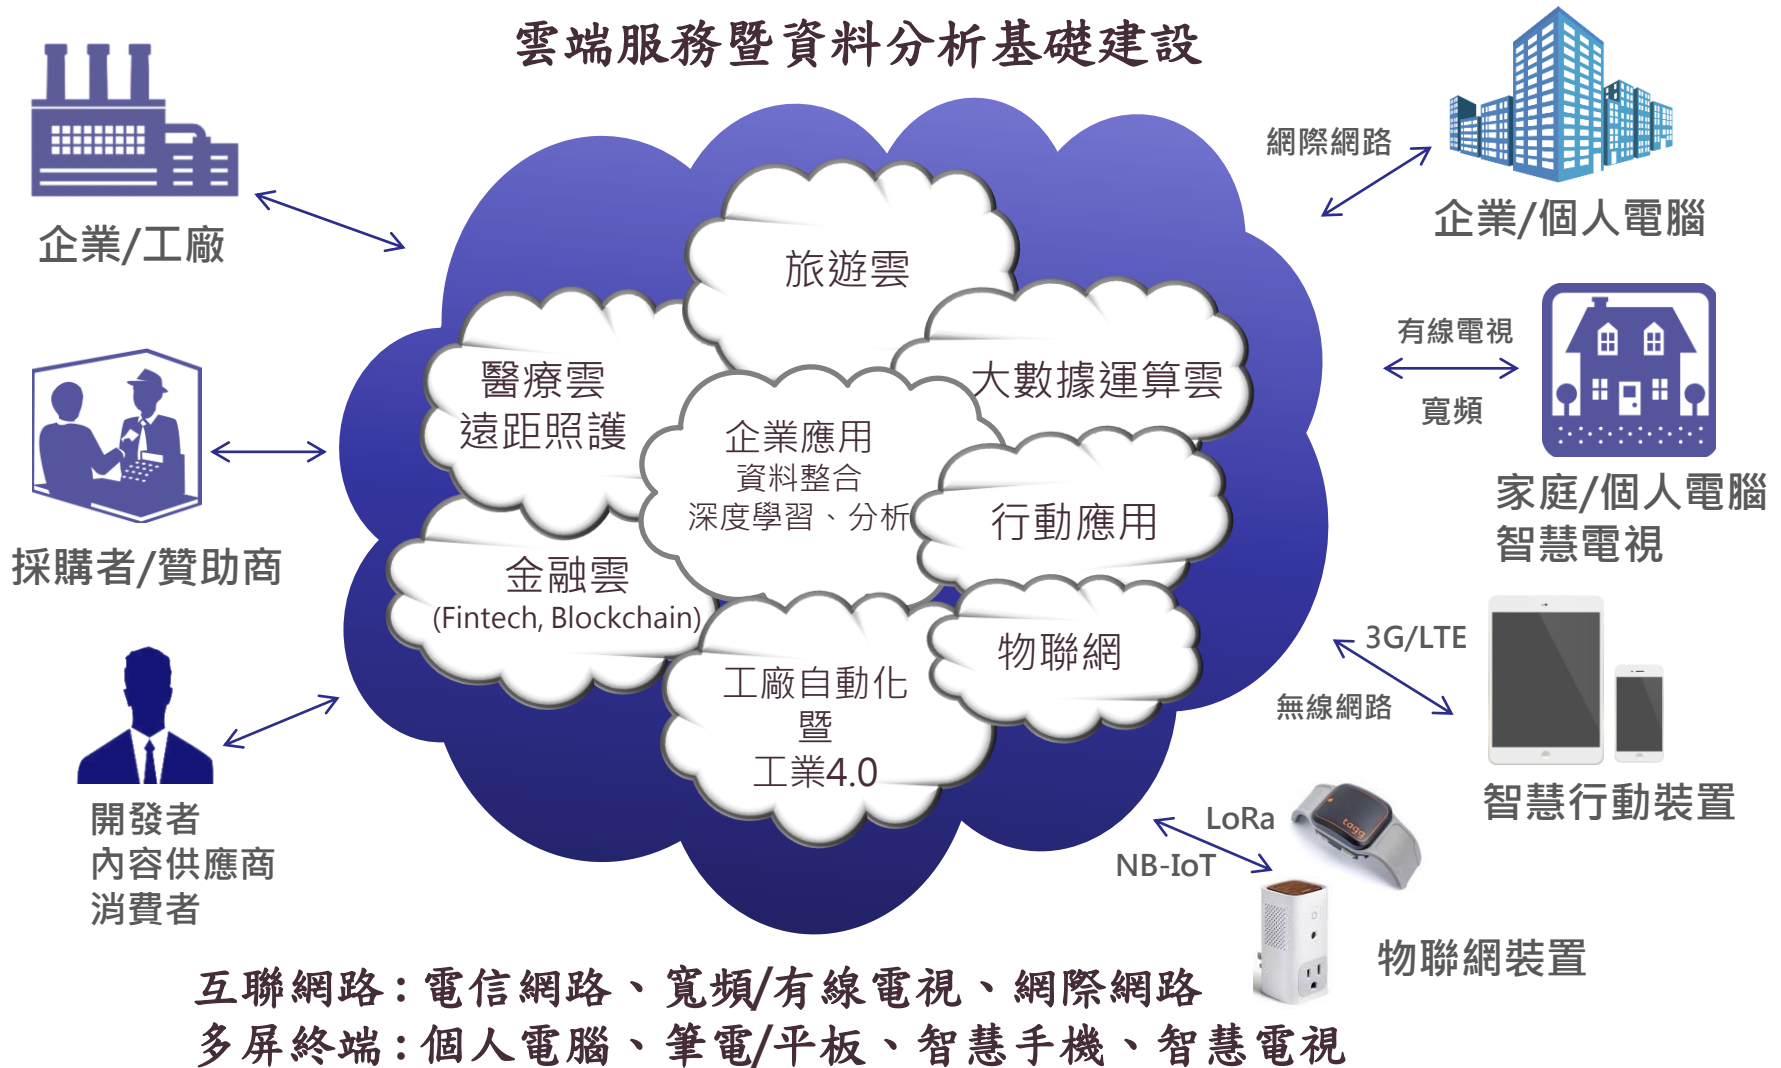 雲端服務暨資料分析基礎建設
企業/工廠
採購者/贊助商
開發者
內容供應商
消費者
旅遊雲
醫療雲
遠距照護
大數據運算雲
企業應用
資料整合
深度學習、分析
行動應用
金融雲
(Fintech, Blockchain)
物聯網
工廠自動化
暨
工業4.0
網際網路
企業/個人電腦
有線電視
寬頻
家庭/個人電腦
智慧電視
3G/LTE
無線網路
智慧行動裝置
LoRa
NB-IoT
tagg
物聯網裝置
互聯網路:電信網路、寬頻/有線電視、網際網路
多屏終端:個人電腦、筆電/平板、智慧手機、智慧電視